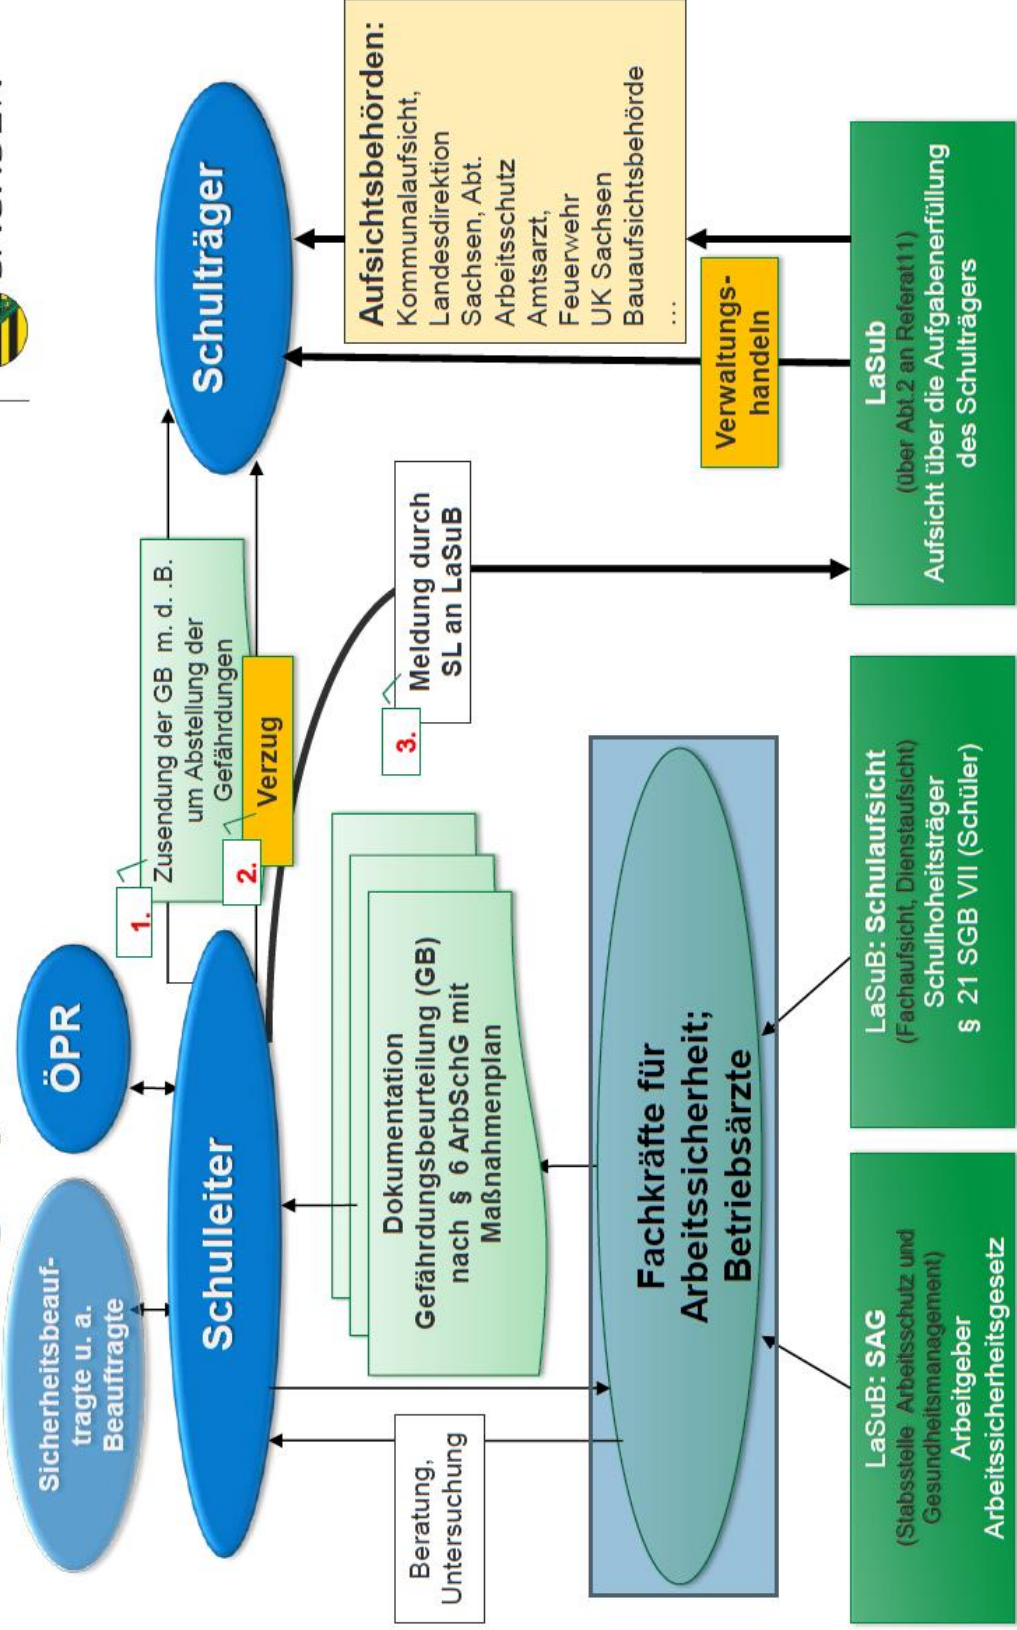 Sicherheitsbeauf-
tragte u. a.
Beauftragte
ÖPR
Schulleiter
Schulträger
1.
Zusendung der GB m. d. .B.
um Abstellung der
Gefährdungen
2.
Verzug
3.
Meldung durch
SL an LaSuB
Aufsichtsbehörden:
Kommunalaufsicht,
Landesdirektion
Sachsen, Abt.
Arbeitsschutz
Amtsarzt,
Feuerwehr
UK Sachsen
Bauaufsichtsbehörde
...
Beratung,
Untersuchung
Dokumentation
Gefährdungsbeurteilung (GB)
nach § 6 ArbSchG mit
Maßnahmenplan
Fachkräfte für
Arbeitssicherheit;
Betriebsärzte
Verwaltungs-
handeln
LaSuB: SAG
(Stabsstelle Arbeitsschutz und
Gesundheitsmanagement)
Arbeitgeber
Arbeitssicherheitsgesetz
LaSuB: Schulaufsicht
(Fachaufsicht, Dienstaufsicht)
Schulhoheitsträger
§ 21 SGB VII (Schüler)
LaSub
(über Abt.2 an Referat11)
Aufsicht über die Aufgabenerfüllung
des Schulträgers